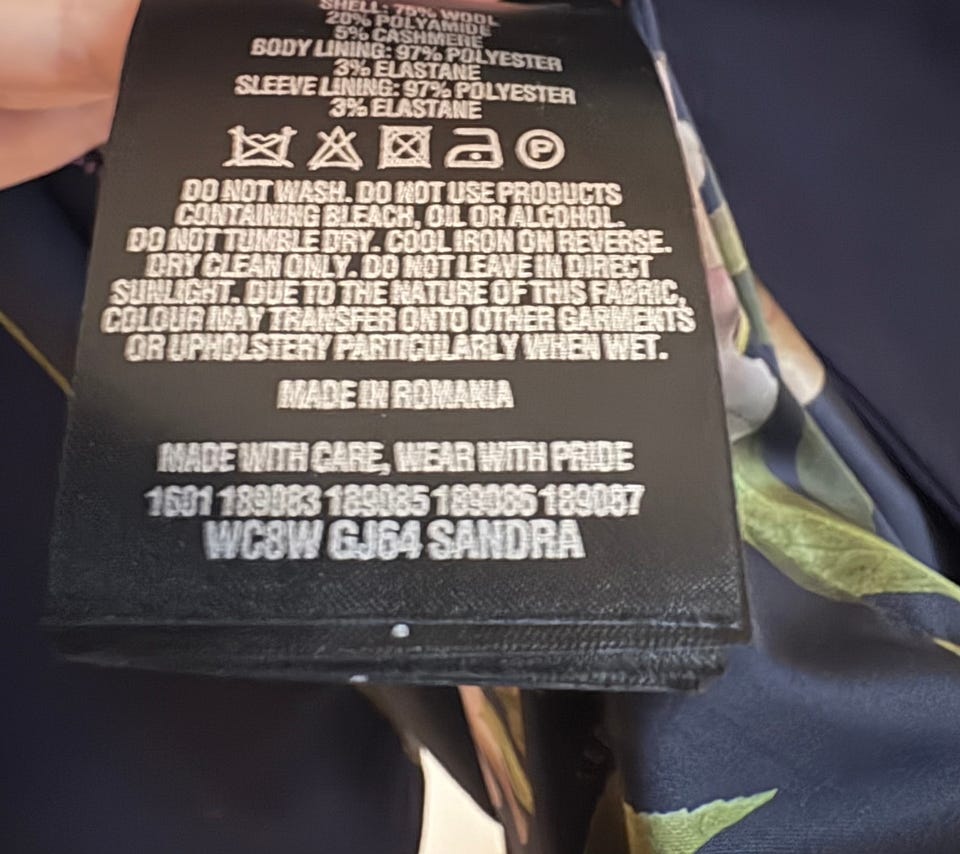 SHELL: 75% WOOL
20% POLYAMIDE
5% CASHMERE
BODY LINING: 97% POLYESTER
3% ELASTANE
SLEEVE LINING: 97% POLYESTER
3% ELASTANE
P
DO NOT WASH. DO NOT USE PRODUCTS
CONTAINING BLEACH, OIL OR ALCOHOL.
DO NOT TUMBLE DRY. COOL IRON ON REVERSE.
DRY CLEAN ONLY. DO NOT LEAVE IN DIRECT
SUNLIGHT. DUE TO THE NATURE OF THIS FABRIC,
COLOUR MAY TRANSFER ONTO OTHER GARMENTS
OR UPHOLSTERY PARTICULARLY WHEN WET.
MADE IN ROMANIA
MADE WITH CARE, WEAR WITH PRIDE
1601 189083 189085 189086 189087
WC8W GJ64 SANDRA